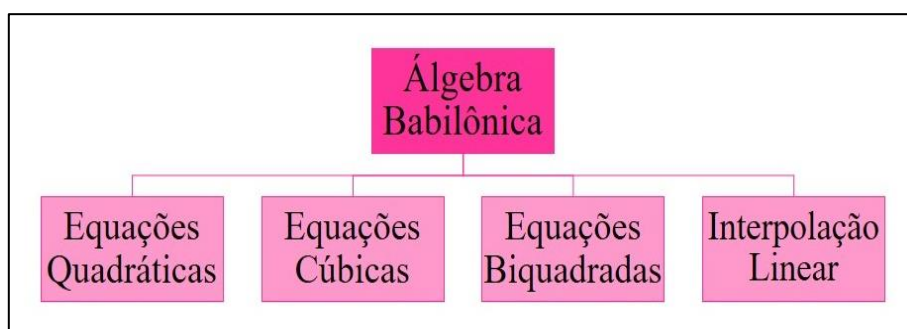 Álgebra
Babilônica
Equações
Quadráticas
Equações
Cúbicas
Equações
Biquadradas
Interpolação
Linear